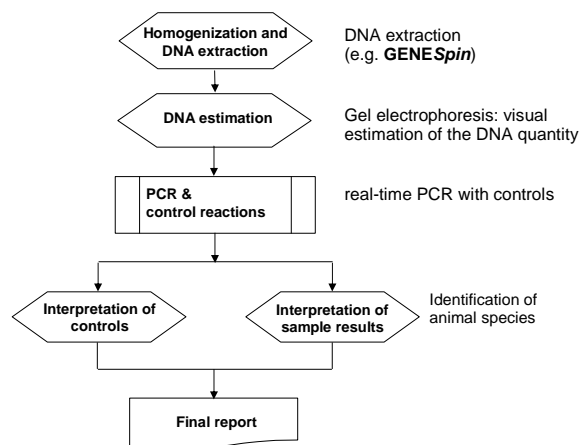 Homogenization and
DNA extraction
DNA extraction
(e.g. GENESpin)
DNA estimation
Gel electrophoresis: visual
estimation of the DNA quantity
PCR &
control reactions
real-time PCR with controls
Interpretation of
controls
Interpretation of
sample results
Identification of
animal species
Final report